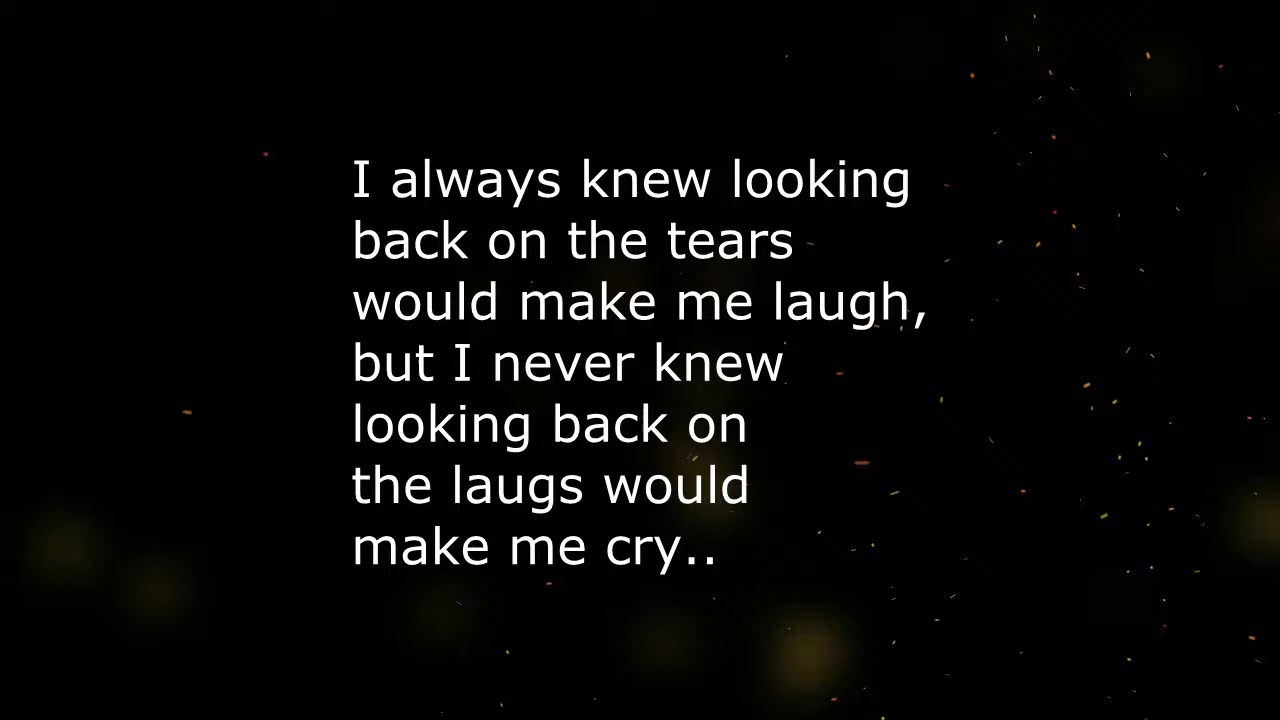 I always knew looking
back on the tears
would make me laugh,
but I never knew
looking back on
the laugs would
make me cry..